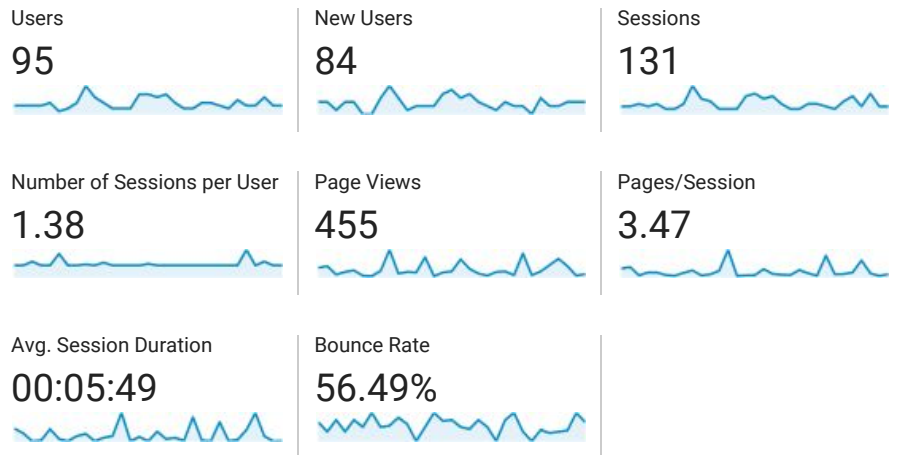 Users
95
New Users
84
Sessions
131
Number of Sessions per User
1.38
Page Views
455
Pages/Session
3.47
Avg. Session Duration
00:05:49
Bounce Rate
56.49%